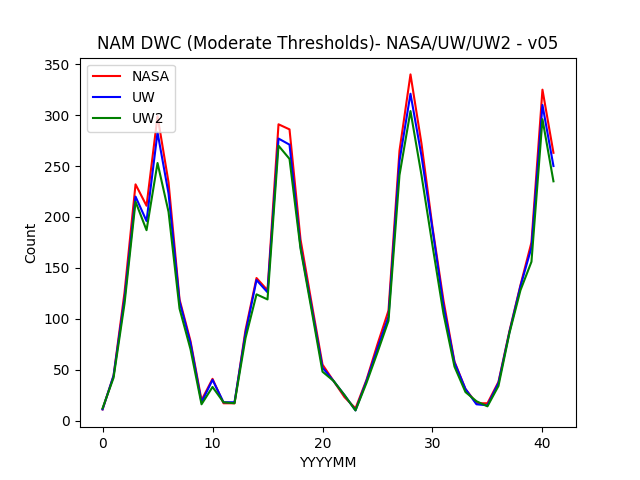 NAM DWC (Moderate Thresholds)- NASA/UW/UW2 - v05
NASA
UW
UW2
350
300
250
200
150
100
50
0
Count
0 10 20 30 40
YYYYMM